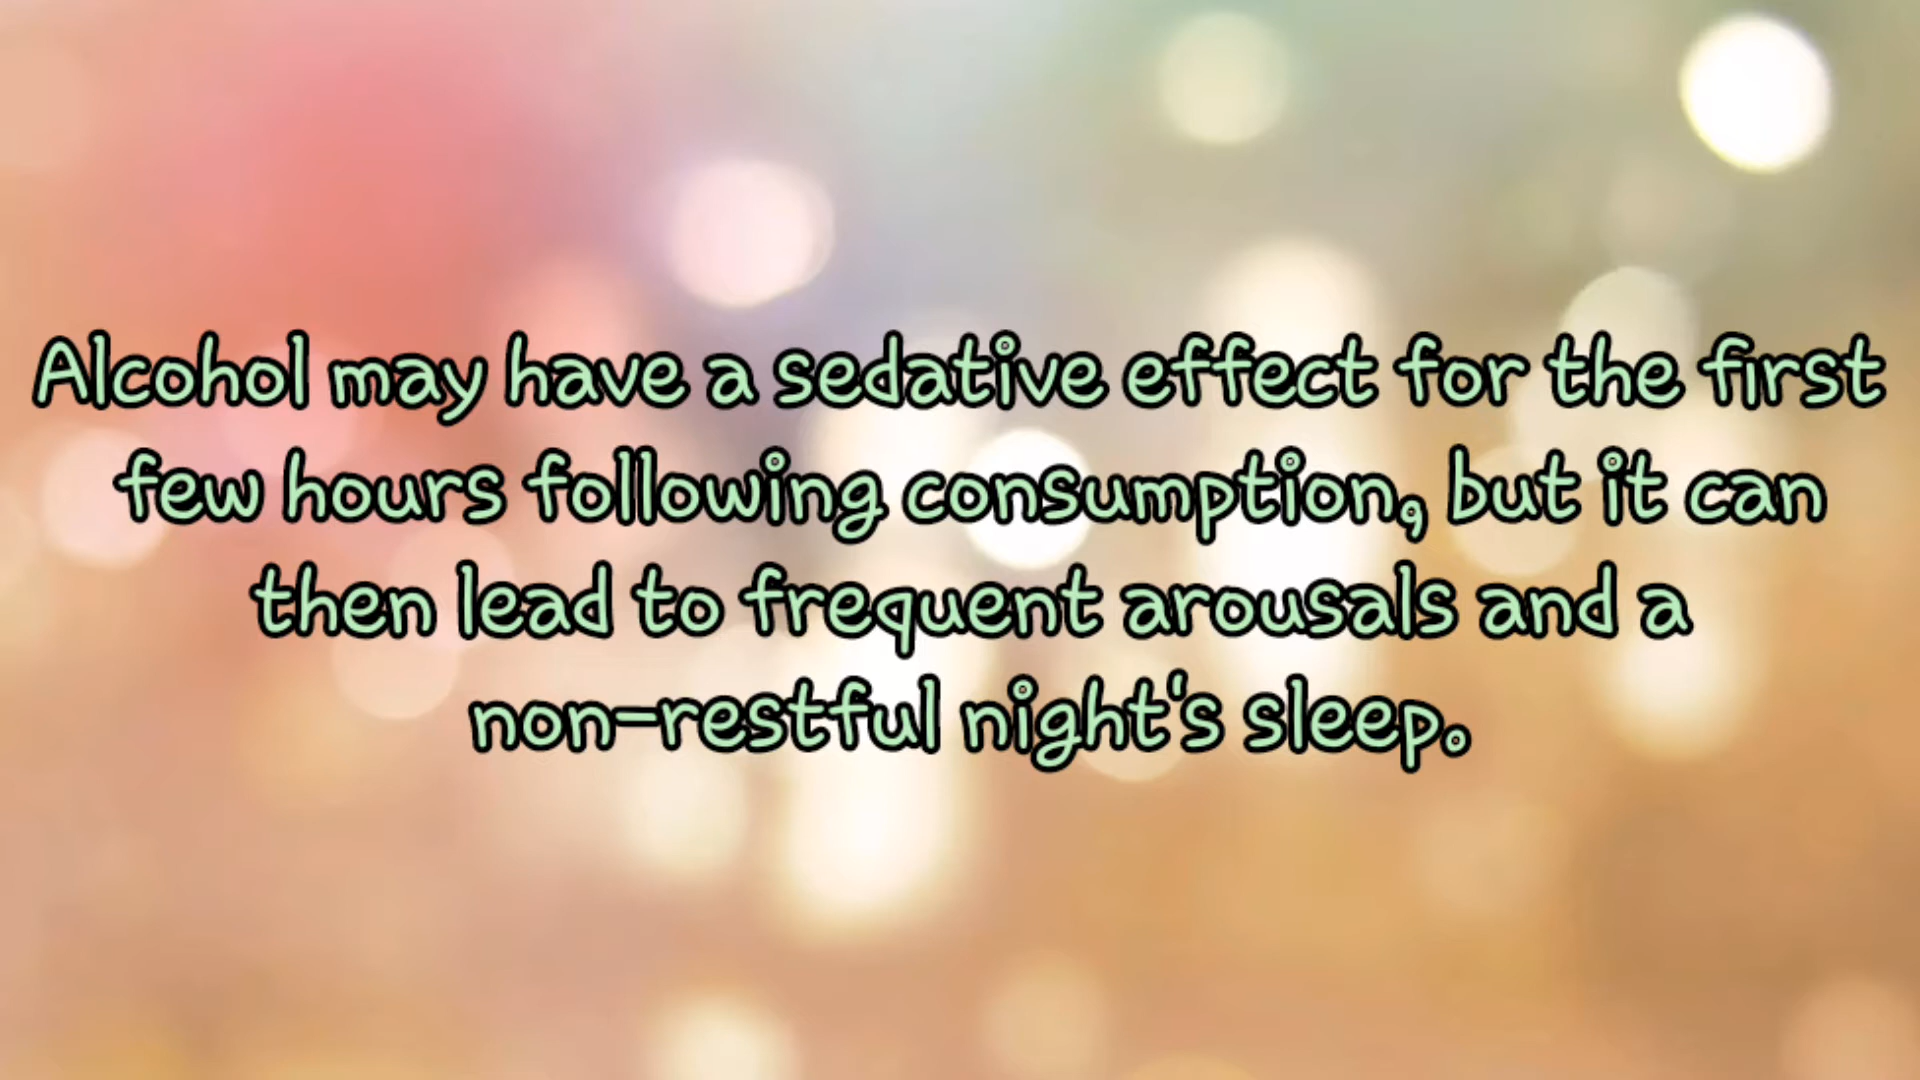 Alcohol may have a sedative effect for the first
few hours following consumption, but it can
then lead to frequent arousals and a
non-restful night's sleep.